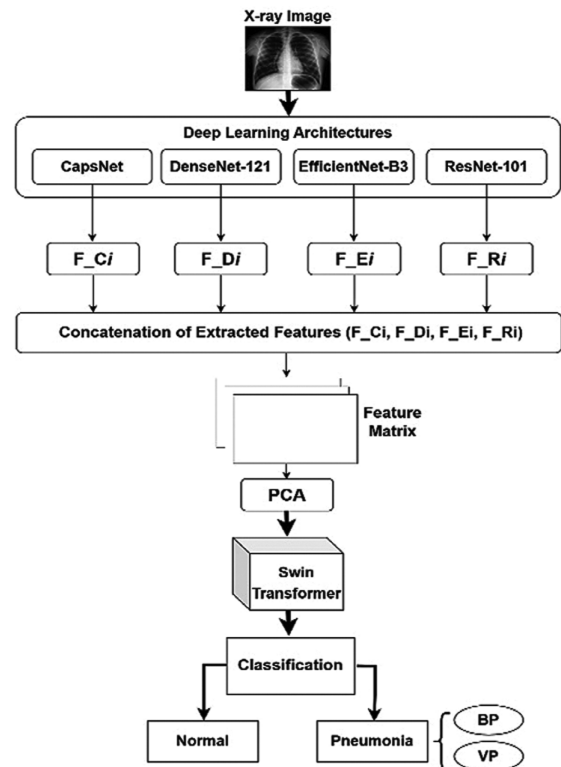 X-ray Image
Deep Learning Architectures
CapsNet DenseNet-121 EfficientNet-B3 ResNet-101
F_Ci F_Di F_Ei F_Ri
Concatenation of Extracted Features (F_Ci, F_Di, F_Ei, F_Ri)
Feature
Matrix
PCA
Swin
Transformer
Classification
Normal Pneumonia
BP
VP